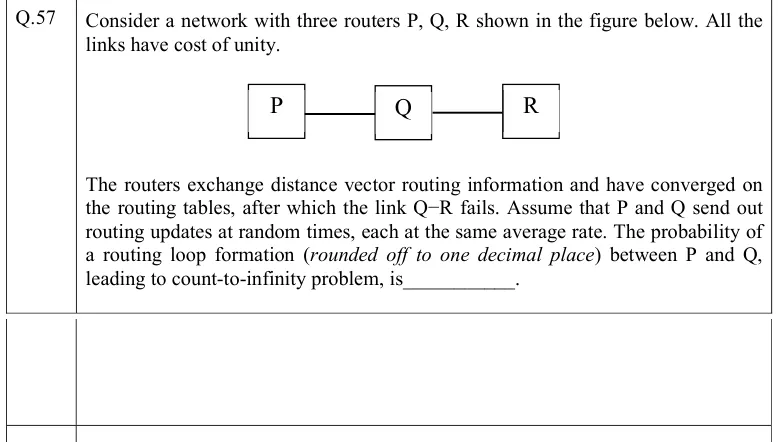 Q.57
Consider a network with three routers P, Q, R shown in the figure below. All the
links have cost of unity.
P
Q
R
The routers exchange distance vector routing information and have converged on
the routing tables, after which the link Q−R fails. Assume that P and Q send out
routing updates at random times, each at the same average rate. The probability of
a routing loop formation (rounded off to one decimal place) between P and Q,
leading to count-to-infinity problem, is___________.